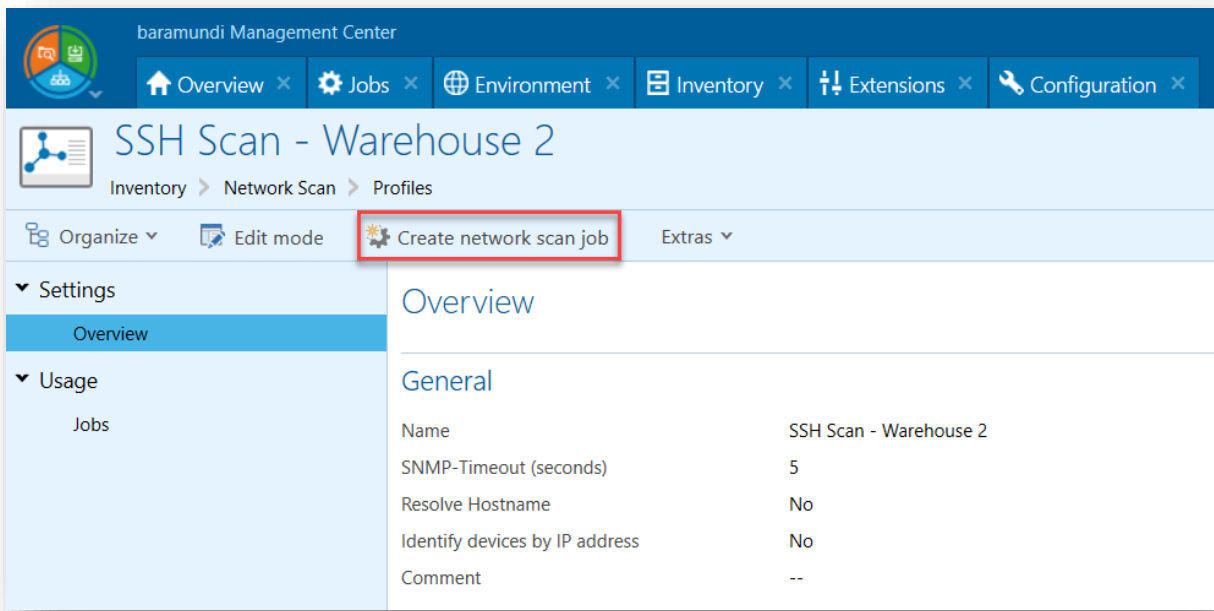 baramundi Management Center
Overview × Jobs × Environment × Inventory × Extensions × Configuration ×
SSH Scan - Warehouse 2
Inventory > Network Scan > Profiles
Organize Edit mode Create network scan job Extras
Settings
Overview
Usage
Jobs
Overview
General
Name SSH Scan - Warehouse 2
SNMP-Timeout (seconds) 5
Resolve Hostname No
Identify devices by IP address No
Comment --